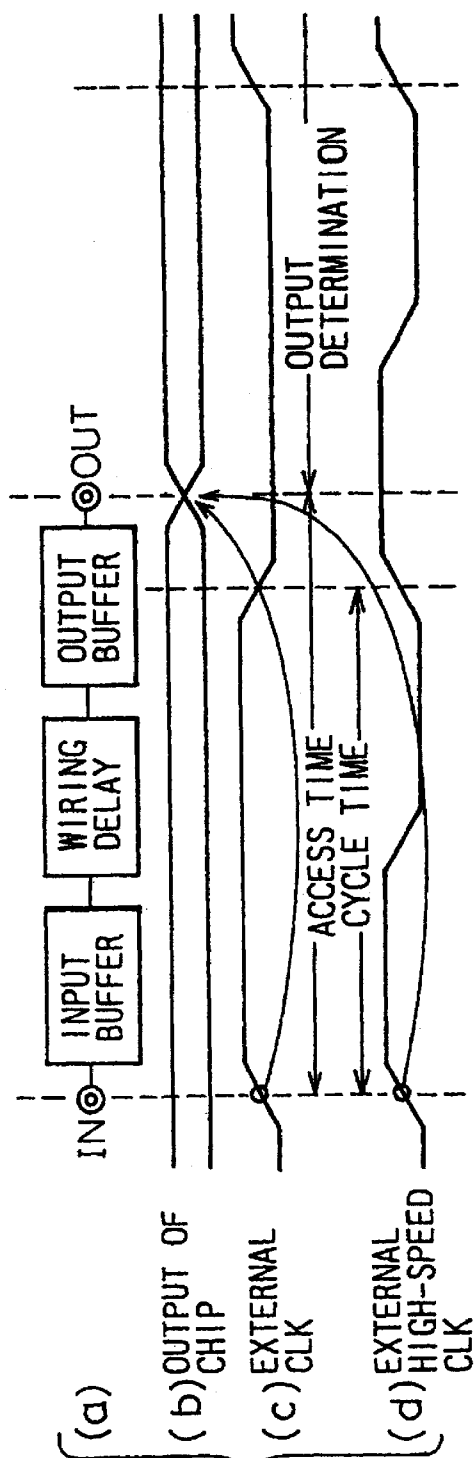 (a)
IN
INPUT
BUFFER
WIRING
DELAY
OUTPUT
BUFFER
OUT
(b) OUTPUT OF
CHIP
(c) EXTERNAL
CLK
ACCESS TIME
CYCLE TIME
OUTPUT
DETERMINATION
(d) EXTERNAL
HIGH-SPEED
CLK